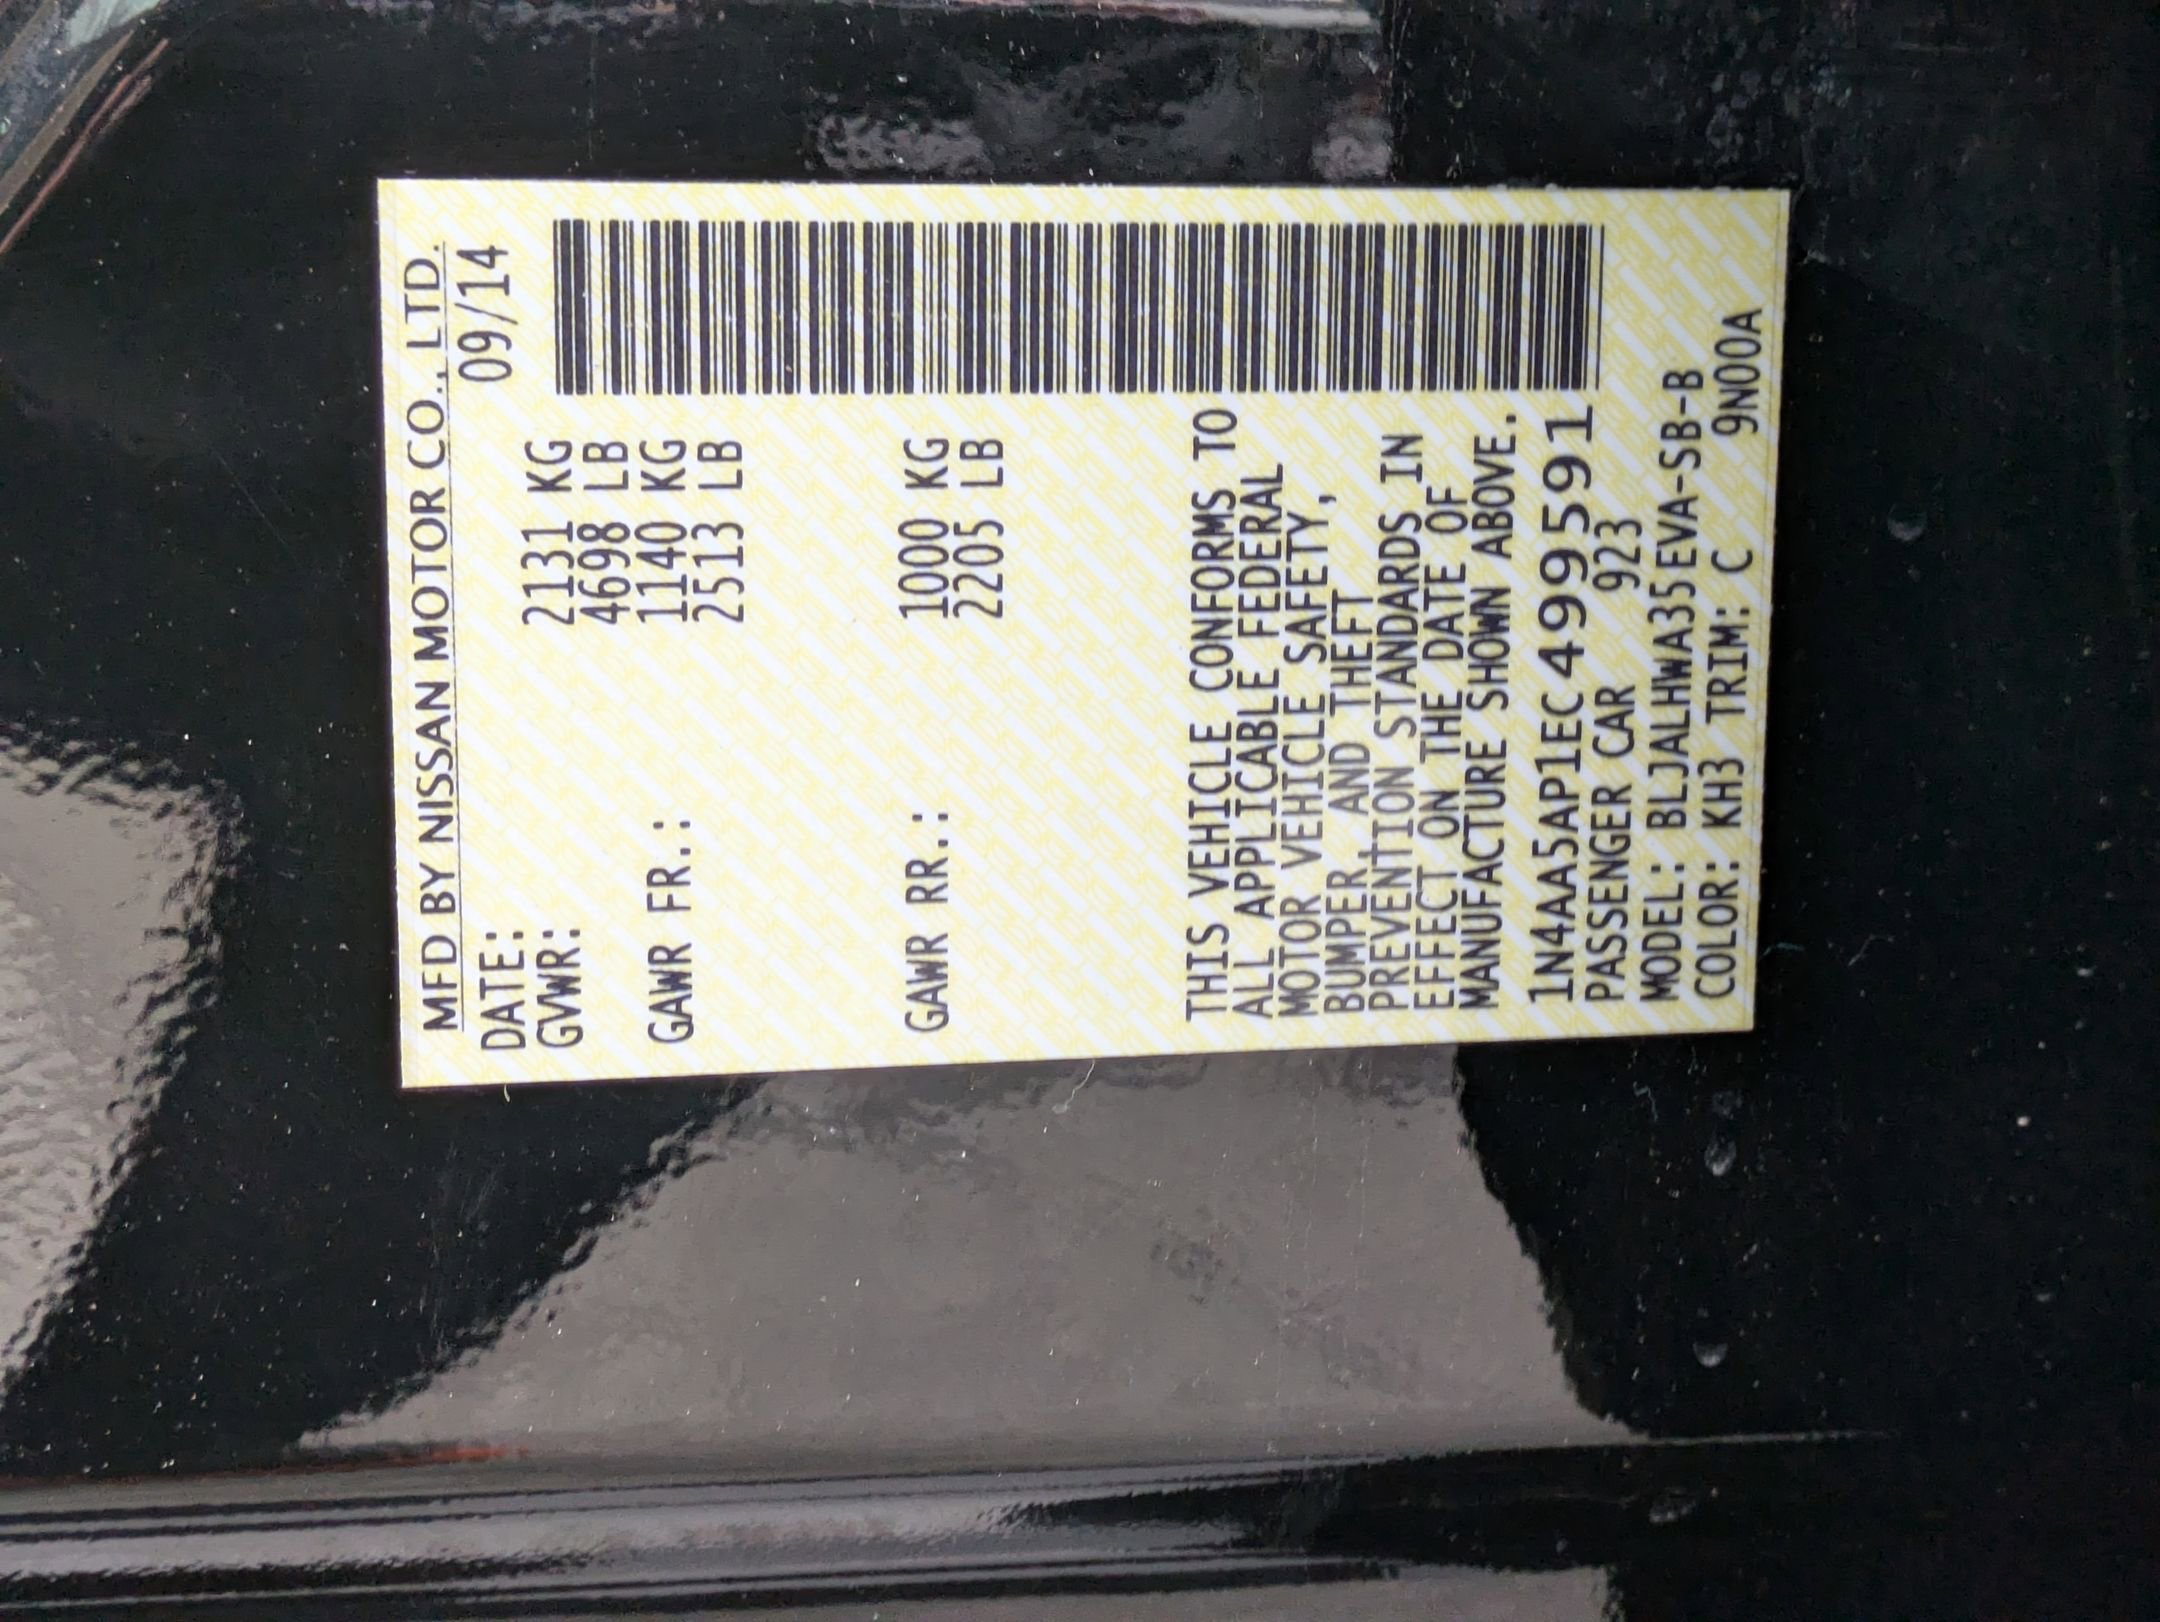 MFD BY NISSAN MOTOR CO., LTD.
DATE: 09/14
GVWR: 2131 KG
4698 LB
GAWR FR.: 1140 KG
2513 LB
GAWR RR.: 1000 KG
2205 LB
THIS VEHICLE CONFORMS TO
ALL APPLICABLE FEDERAL
MOTOR VEHICLE SAFETY,
BUMPER, AND THEFT
PREVENTION STANDARDS IN
EFFECT ON THE DATE OF
MANUFACTURE SHOWN ABOVE.
1N4AA5AP1EC499591
PASSENGER CAR 923
MODEL: BLJALHWA35EVA-SB-B
COLOR: KH3 TRIM: C 9N00A